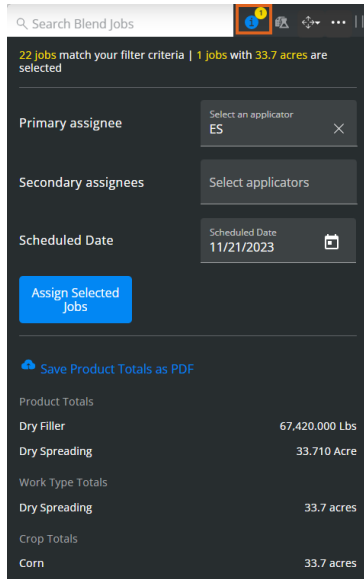 Search Blend Jobs
1
22 jobs match your filter criteria | 1 jobs with 33.7 acres are
selected
Primary assignee
Select an applicator
ES
Secondary assignees
Select applicators
Scheduled Date
Scheduled Date
11/21/2023
Assign Selected
Jobs
Save Product Totals as PDF
Product Totals
Dry Filler 67,420.000 Lbs
Dry Spreading 33.710 Acre
Work Type Totals
Dry Spreading 33.7 acres
Crop Totals
Corn 33.7 acres